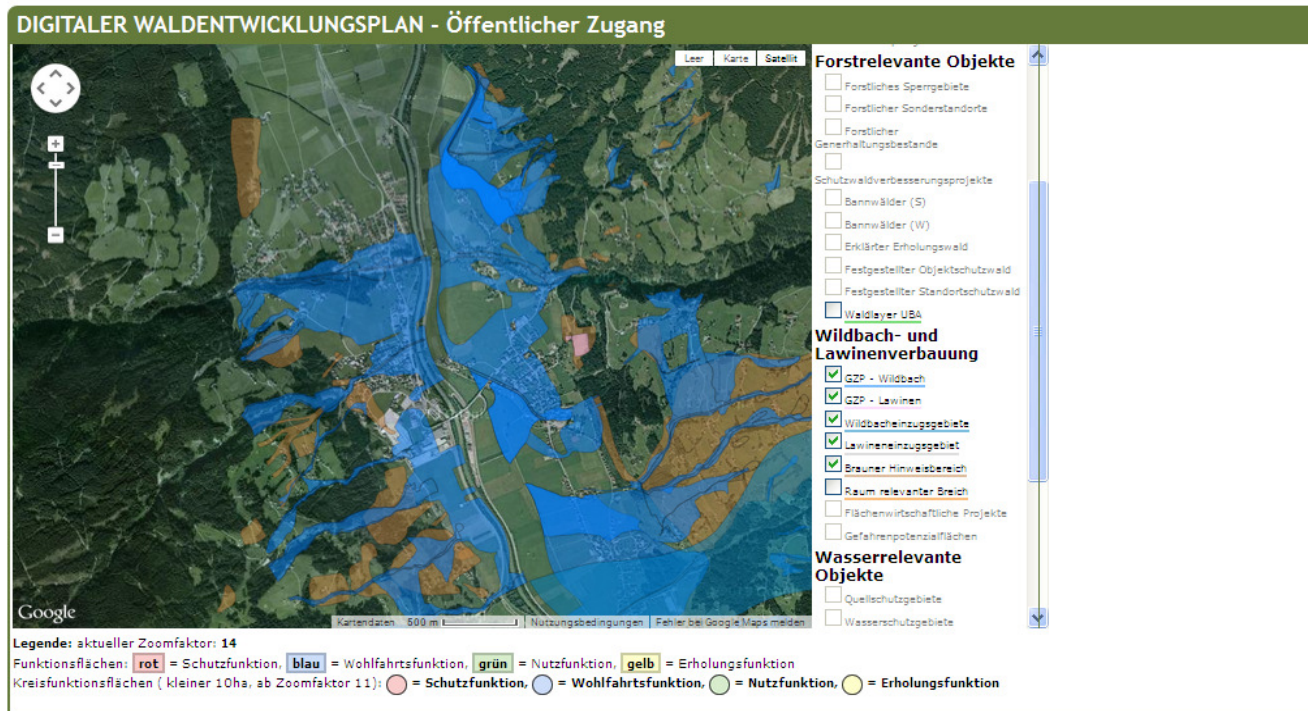 DIGITALER WALDENTWICKLUNGSPLAN - Öffentlicher Zugang
Leer Karte Satellit
Forstrelevante Objekte
Forstliches Sperrgebiete
Forstlicher Sonderstandorte
Forstlicher
Generhaltungsbestande
Schutzwaldverbesserungsprojekte
Bannwälder (S)
Bannwälder (W)
Erklärter Erholungswald
Festgestellter Objektschutzwald
Festgestellter Standortschutzwald
Waldlayer UBA
Wildbach- und
Lawinenverbauung
GZP - Wildbach
GZP - Lawinen
Wildbacheinzugsgebiete
Lawineneinzugsgebiet
Brauner Hinweisbereich
Raum relevanter Breich
Flächenwirtschaftliche Projekte
Gefahrenpotenzialflächen
Wasserrelevante
Objekte
Quellschutzgebiete
Wasserschutzgebiete
Google
Kartendaten 500 m Nutzungsbedingungen Fehler bei Google Maps melden
Legende: aktueller Zoomfaktor: 14
Funktionsflächen: rot = Schutzfunktion, blau = Wohlfahrtsfunktion, grün = Nutzfunktion, gelb = Erholungsfunktion
Kreisfunktionsflächen ( kleiner 10ha, ab Zoomfaktor 11): = Schutzfunktion, = Wohlfahrtsfunktion, = Nutzfunktion, = Erholungsfunktion